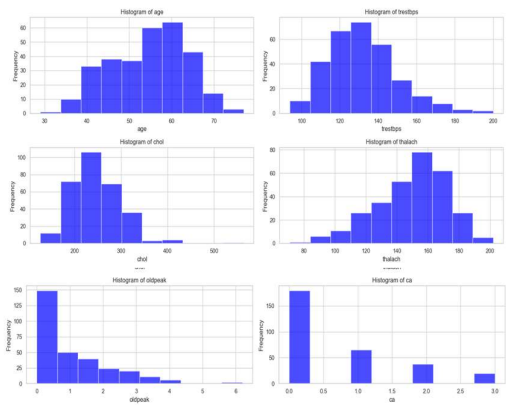 Histogram of age
Frequency
60
50
40
30
20
10
0
30 40 50 60 70
age
Histogram of trestbps
Frequency
60
40
20
0
100 120 140 160 180 200
trestbps
Histogram of chol
Frequency
100
80
60
40
20
0
200 300 400 500
chol
Histogram of thalach
Frequency
80
60
40
20
0
80 100 120 140 160 180 200
thalach
Histogram of oldpeak
Frequency
150
125
100
75
50
25
0
0 1 2 3 4 5 6
oldpeak
Histogram of ca
Frequency
150
100
50
0
0.0 0.5 1.0 1.5 2.0 2.5 3.0
ca